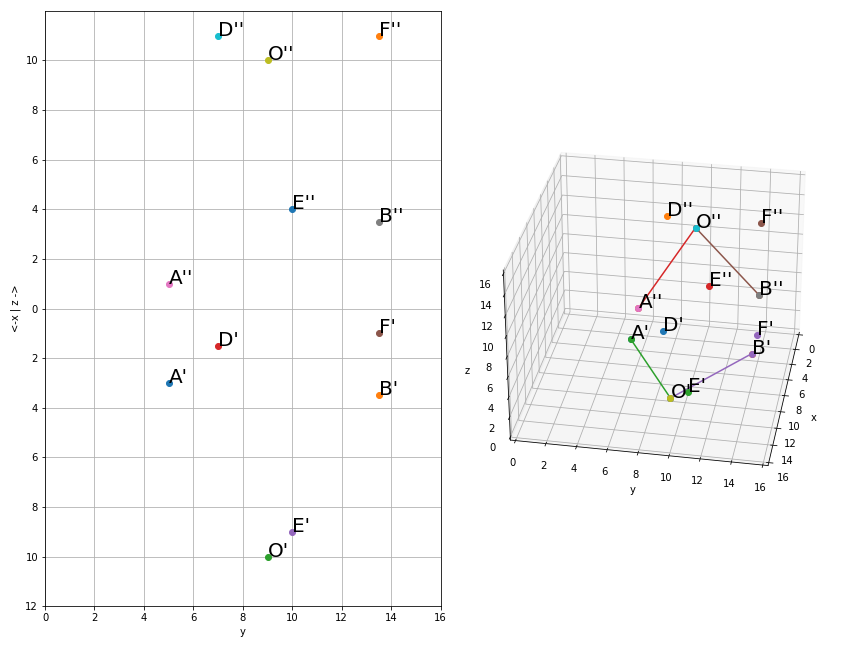 D'' F''
O''
10
8
6
4 E'' B''
2
A''
0
F'
D'
2
A' B'
4
6
8
E'
10 O'
12
0 2 4 6 8 10 12 14 16
y
<-x | z ->
D'' F''
O''
E'' B''
A''
A' D' F'
B'
O' E'
16
14
12
10
8
6
4
2
0
z
0 2 4 6 8 10 12 14 16
y
0
2
4
6
8
10
12
14
16
x